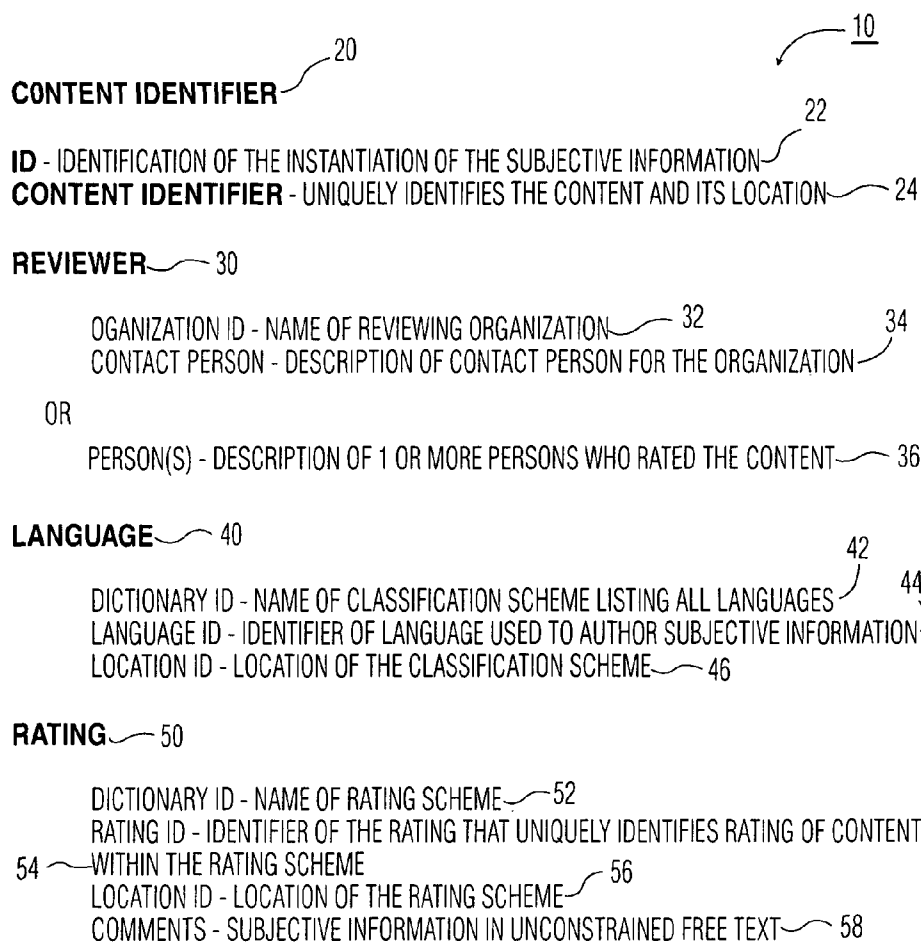 10
20
CONTENT IDENTIFIER
22
ID - IDENTIFICATION OF THE INSTANTIATION OF THE SUBJECTIVE INFORMATION
CONTENT IDENTIFIER - UNIQUELY IDENTIFIES THE CONTENT AND ITS LOCATION 24
REVIEWER 30
OGANIZATION ID - NAME OF REVIEWING ORGANIZATION 32
34
CONTACT PERSON - DESCRIPTION OF CONTACT PERSON FOR THE ORGANIZATION
OR
PERSON(S) - DESCRIPTION OF 1 OR MORE PERSONS WHO RATED THE CONTENT 36
LANGUAGE 40
42
DICTIONARY ID - NAME OF CLASSIFICATION SCHEME LISTING ALL LANGUAGES
44
LANGUAGE ID - IDENTIFIER OF LANGUAGE USED TO AUTHOR SUBJECTIVE INFORMATION
LOCATION ID - LOCATION OF THE CLASSIFICATION SCHEME 46
RATING 50
DICTIONARY ID - NAME OF RATING SCHEME 52
RATING ID - IDENTIFIER OF THE RATING THAT UNIQUELY IDENTIFIES RATING OF CONTENT
54 WITHIN THE RATING SCHEME
LOCATION ID - LOCATION OF THE RATING SCHEME 56
COMMENTS - SUBJECTIVE INFORMATION IN UNCONSTRAINED FREE TEXT 58